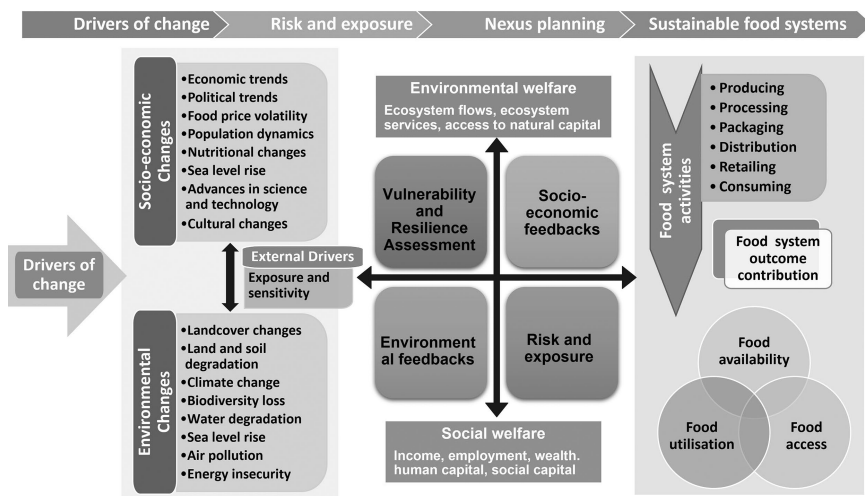 Drivers of change
Risk and exposure
Nexus planning
Sustainable food systems
Drivers of
change
Socio-economic
Changes
•Economic trends
•Political trends
•Food price volatility
•Population dynamics
•Nutritional changes
•Sea level rise
•Advances in science
and technology
•Cultural changes
External Drivers
Exposure and
sensitivity
Environmental
Changes
•Landcover changes
•Land and soil
degradation
•Climate change
•Biodiversity loss
•Water degradation
•Sea level rise
•Air pollution
•Energy insecurity
Environmental welfare
Ecosystem flows, ecosystem
services, access to natural capital
Vulnerability
and
Resilience
Assessment
Socio-
economic
feedbacks
Environment
al feedbacks
Risk and
exposure
Social welfare
Income, employment, wealth.
human capital, social capital
Food system
activities
• Producing
• Processing
• Packaging
• Distribution
• Retailing
• Consuming
Food system
outcome
contribution
Food
availability
Food
utilisation
Food
access